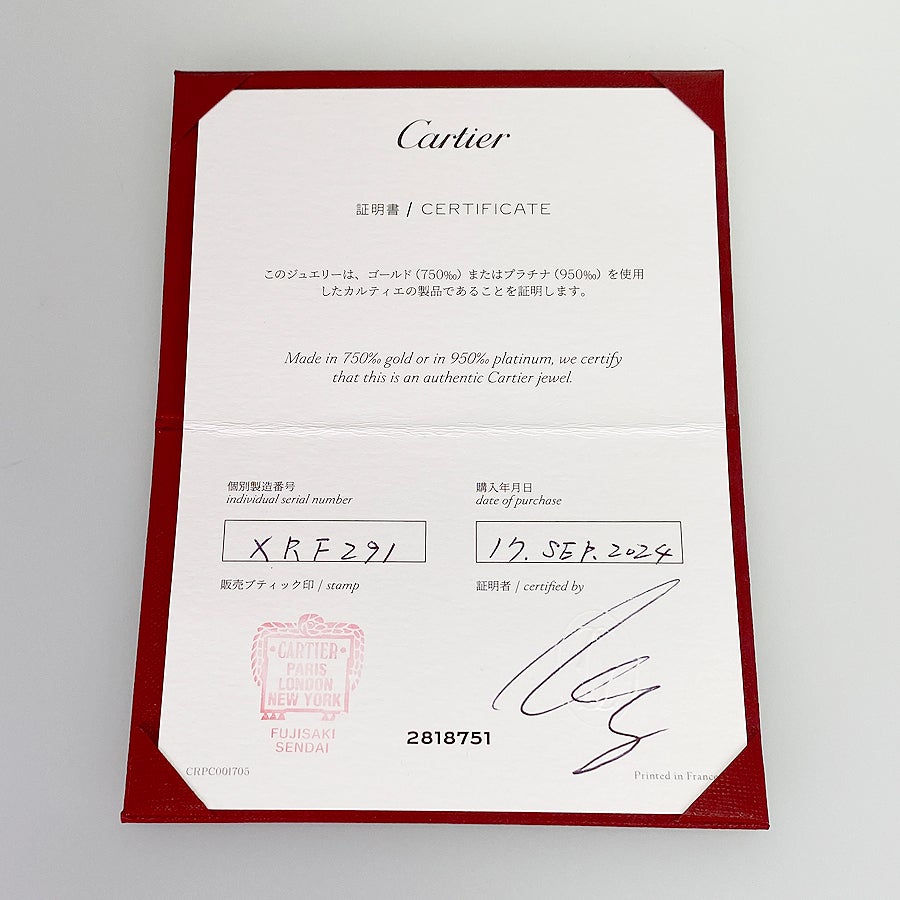 Cartier
証明書 / CERTIFICATE
このジュエリーは、ゴールド（750‰）またはプラチナ（950‰）を使用
したカルティエの製品であることを証明します。
Made in 750‰ gold or in 950‰ platinum, we certify
that this is an authentic Cartier jewel.
個別製造番号
individual serial number
XRF291
購入年月日
date of purchase
17. SEP. 2024
販売ブティック印 / stamp
証明者 / certified by
CARTIER
PARIS
LONDON
NEW YORK
FUJISAKI
SENDAI
2818751
CRPC001705
Printed in France